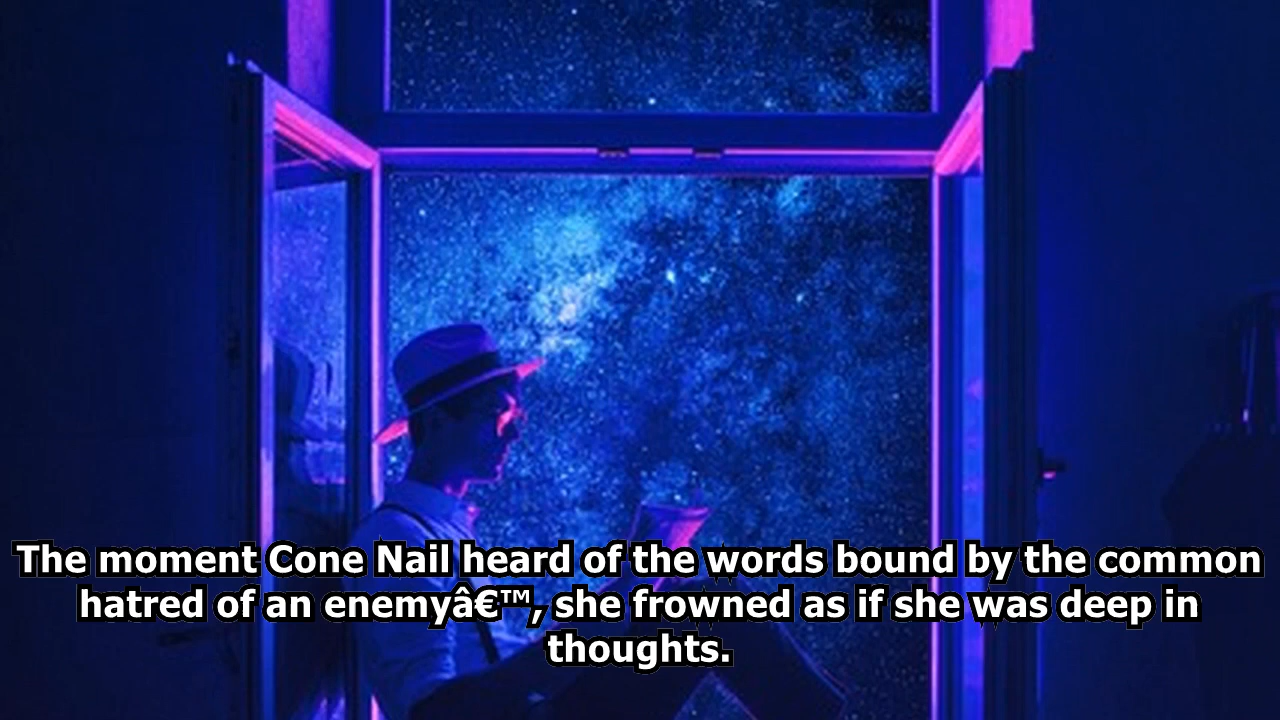 The moment Cone Nail heard of the words bound by the common
hatred of an enemyâ€™, she frowned as if she was deep in
thoughts.